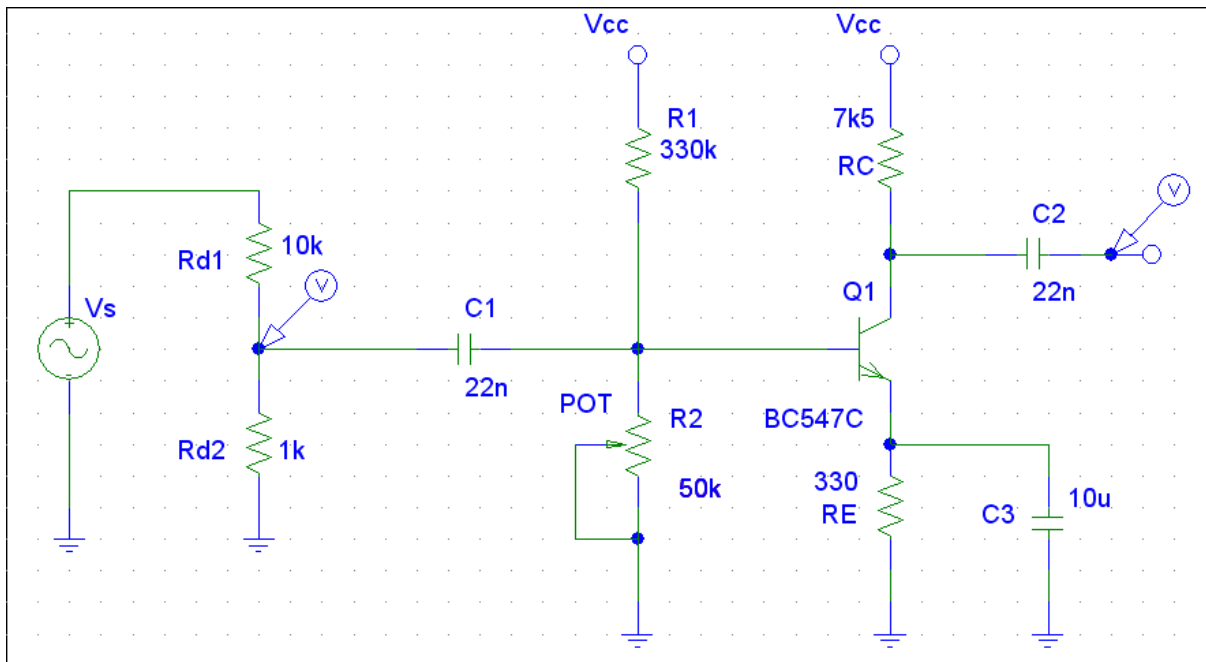 Vcc
Vcc
R1
330k
7k5
RC
C2
22n
Rd1
10k
V
V
Vs
C1
22n
Q1
POT
R2
50k
BC547C
Rd2
1k
330
RE
C3
10u